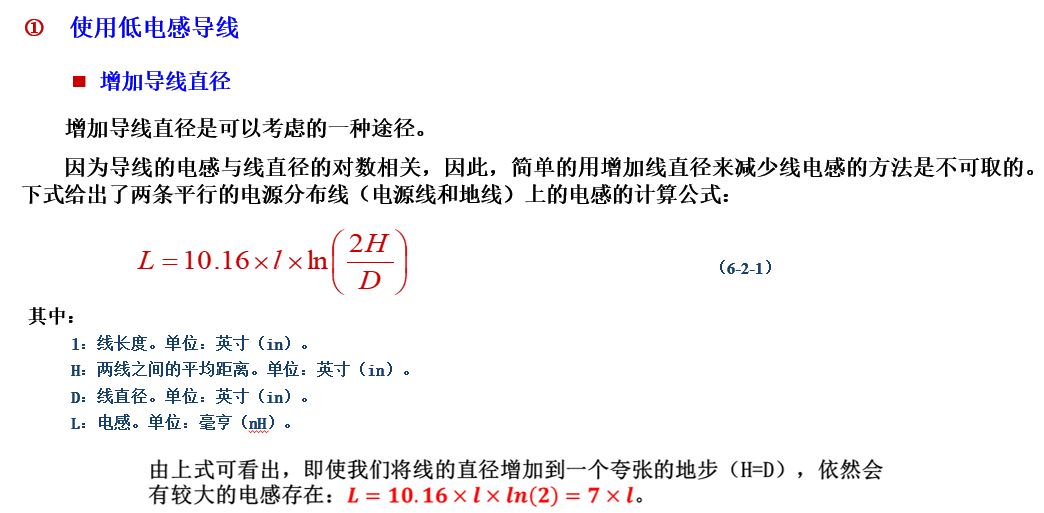 ① 使用低电感导线
■ 增加导线直径
增加导线直径是可以考虑的一种途径。
因为导线的电感与线直径的对数相关，因此，简单的用增加线直径来减少线电感的方法是不可取的。
下式给出了两条平行的电源分布线（电源线和地线）上的电感的计算公式：
L = 10.16 × l × ln(2H/D) （6-2-1）
其中：
l：线长度。单位：英寸（in）。
H：两线之间的平均距离。单位：英寸（in）。
D：线直径。单位：英寸（in）。
L：电感。单位：毫亨（nH）。
由上式可看出，即使我们将线的直径增加到一个夸张的地步（H=D），依然会
有较大的电感存在：L = 10.16 × l × ln(2) = 7 × l。